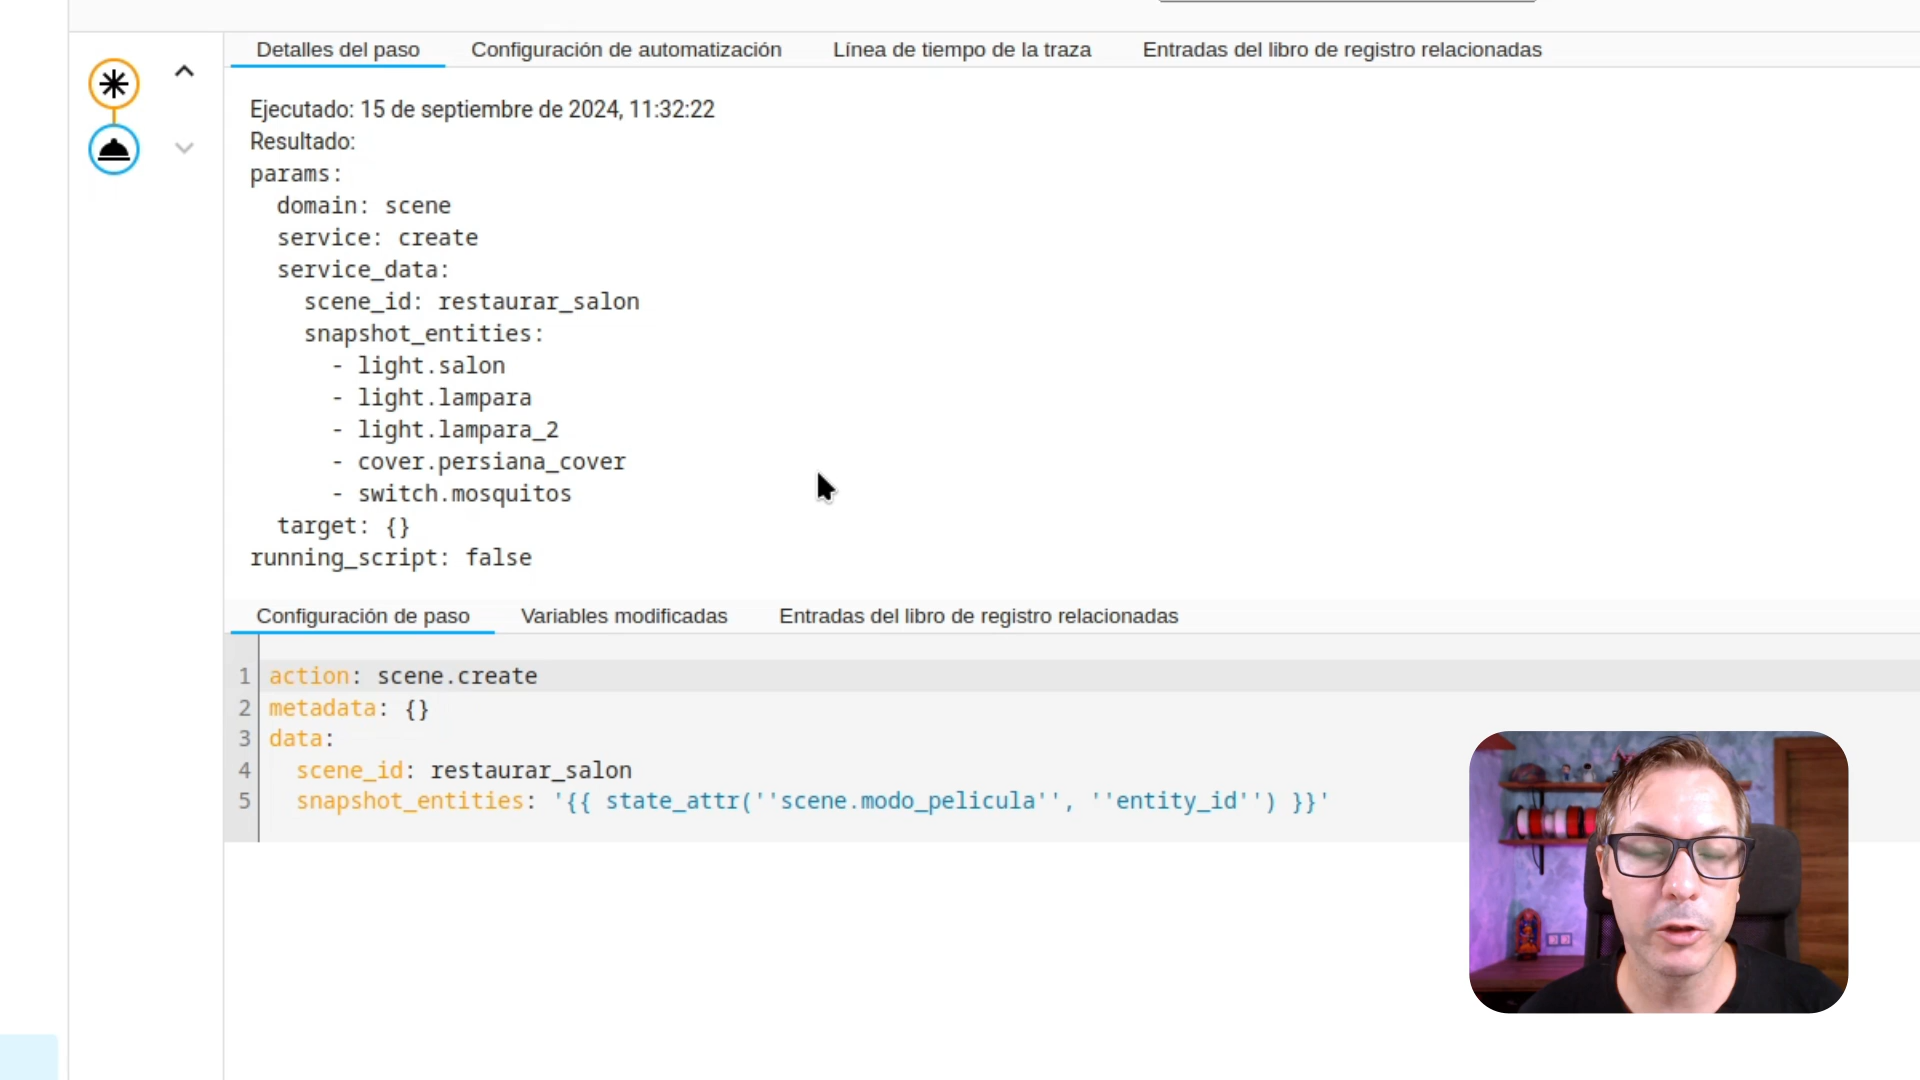 Detalles del paso
Configuración de automatización
Línea de tiempo de la traza
Entradas del libro de registro relacionadas
Ejecutado: 15 de septiembre de 2024, 11:32:22
Resultado:
params:
  domain: scene
  service: create
  service_data:
    scene_id: restaurar_salon
    snapshot_entities:
      - light.salon
      - light.lampara
      - light.lampara_2
      - cover.persiana_cover
      - switch.mosquitos
  target: {}
running_script: false
Configuración de paso
Variables modificadas
Entradas del libro de registro relacionadas
1 action: scene.create
2 metadata: {}
3 data:
4   scene_id: restaurar_salon
5   snapshot_entities: '{{ state_attr(''scene.modo_pelicula'', ''entity_id'') }}'